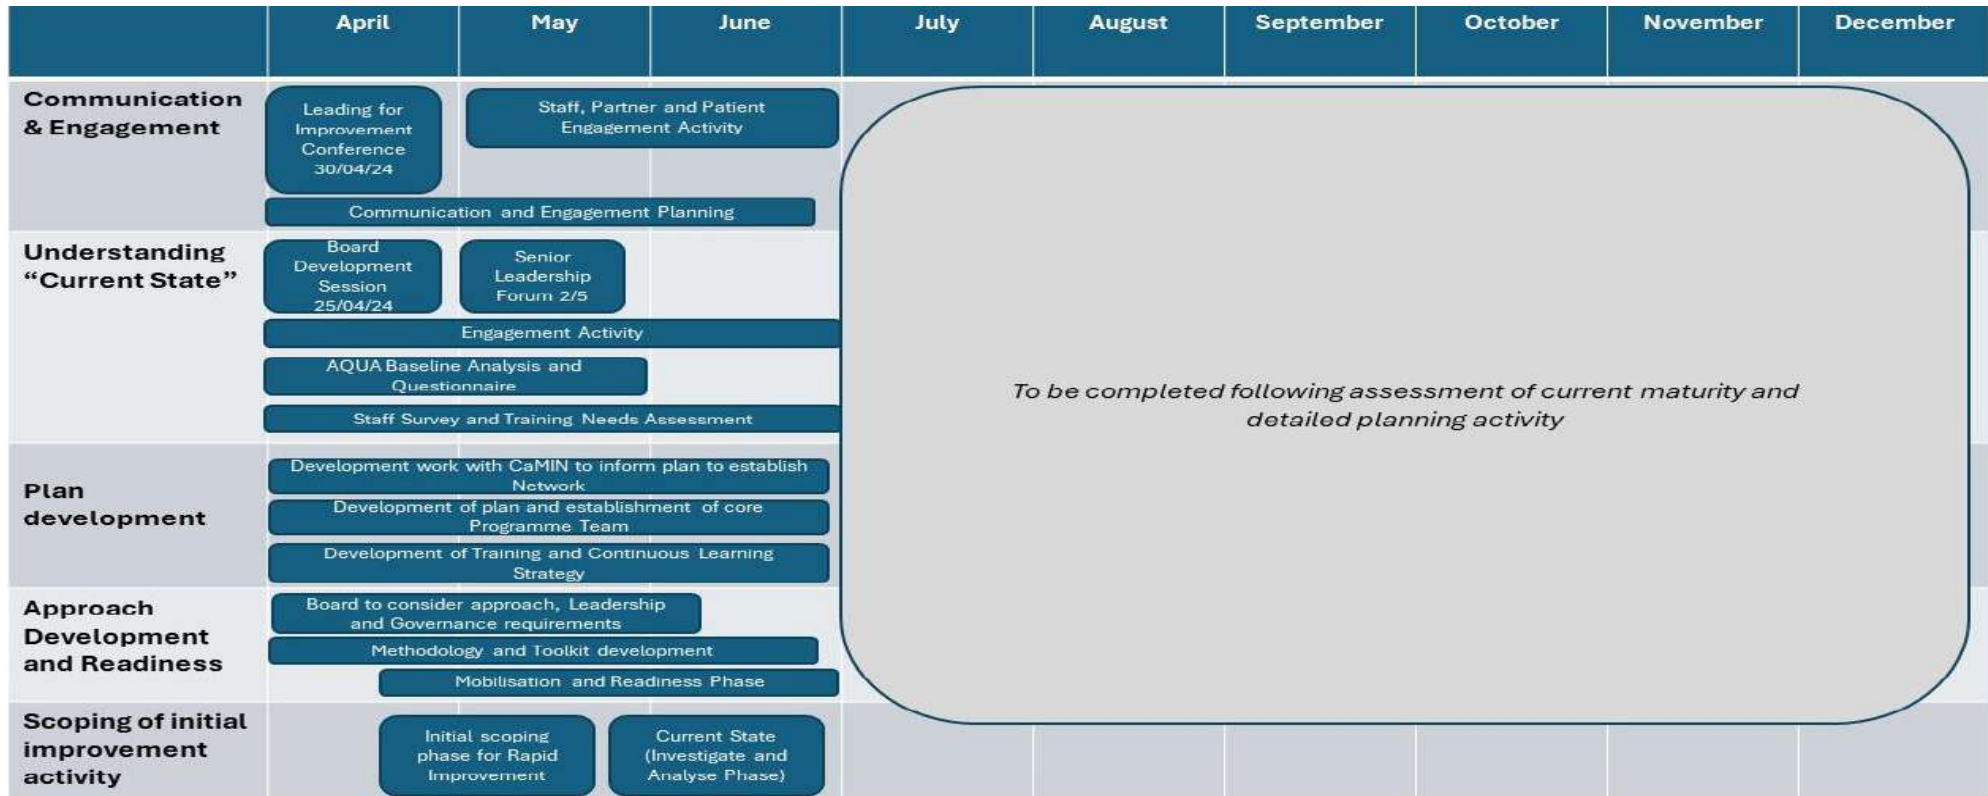 April May June July August September October November December
Communication
& Engagement
Leading for
Improvement
Conference
30/04/24
Staff, Partner and Patient
Engagement Activity
Communication and Engagement Planning
Understanding
“Current State”
Board
Development
Session
25/04/24
Senior
Leadership
Forum 2/5
Engagement Activity
AQUA Baseline Analysis and
Questionnaire
Staff Survey and Training Needs Assessment
To be completed following assessment of current maturity and
detailed planning activity
Plan
development
Development work with CaMIN to inform plan to establish
Network
Development of plan and establishment of core
Programme Team
Development of Training and Continuous Learning
Strategy
Approach
Development
and Readiness
Board to consider approach, Leadership
and Governance requirements
Methodology and Toolkit development
Mobilisation and Readiness Phase
Scoping of initial
improvement
activity
Initial scoping
phase for Rapid
Improvement
Current State
(Investigate and
Analyse Phase)